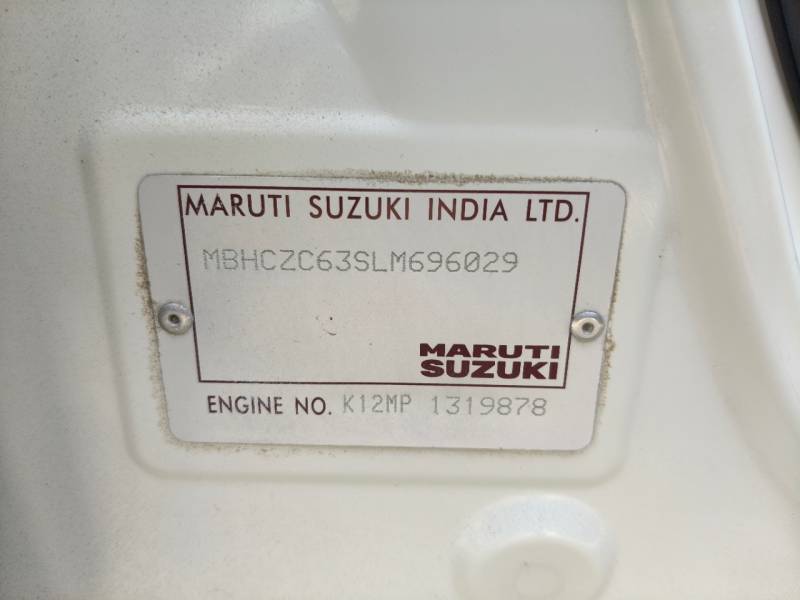 MARUTI SUZUKI INDIA LTD.
MBHCZC63SLM696029
MARUTI
SUZUKI
ENGINE NO. K12MP 1319878